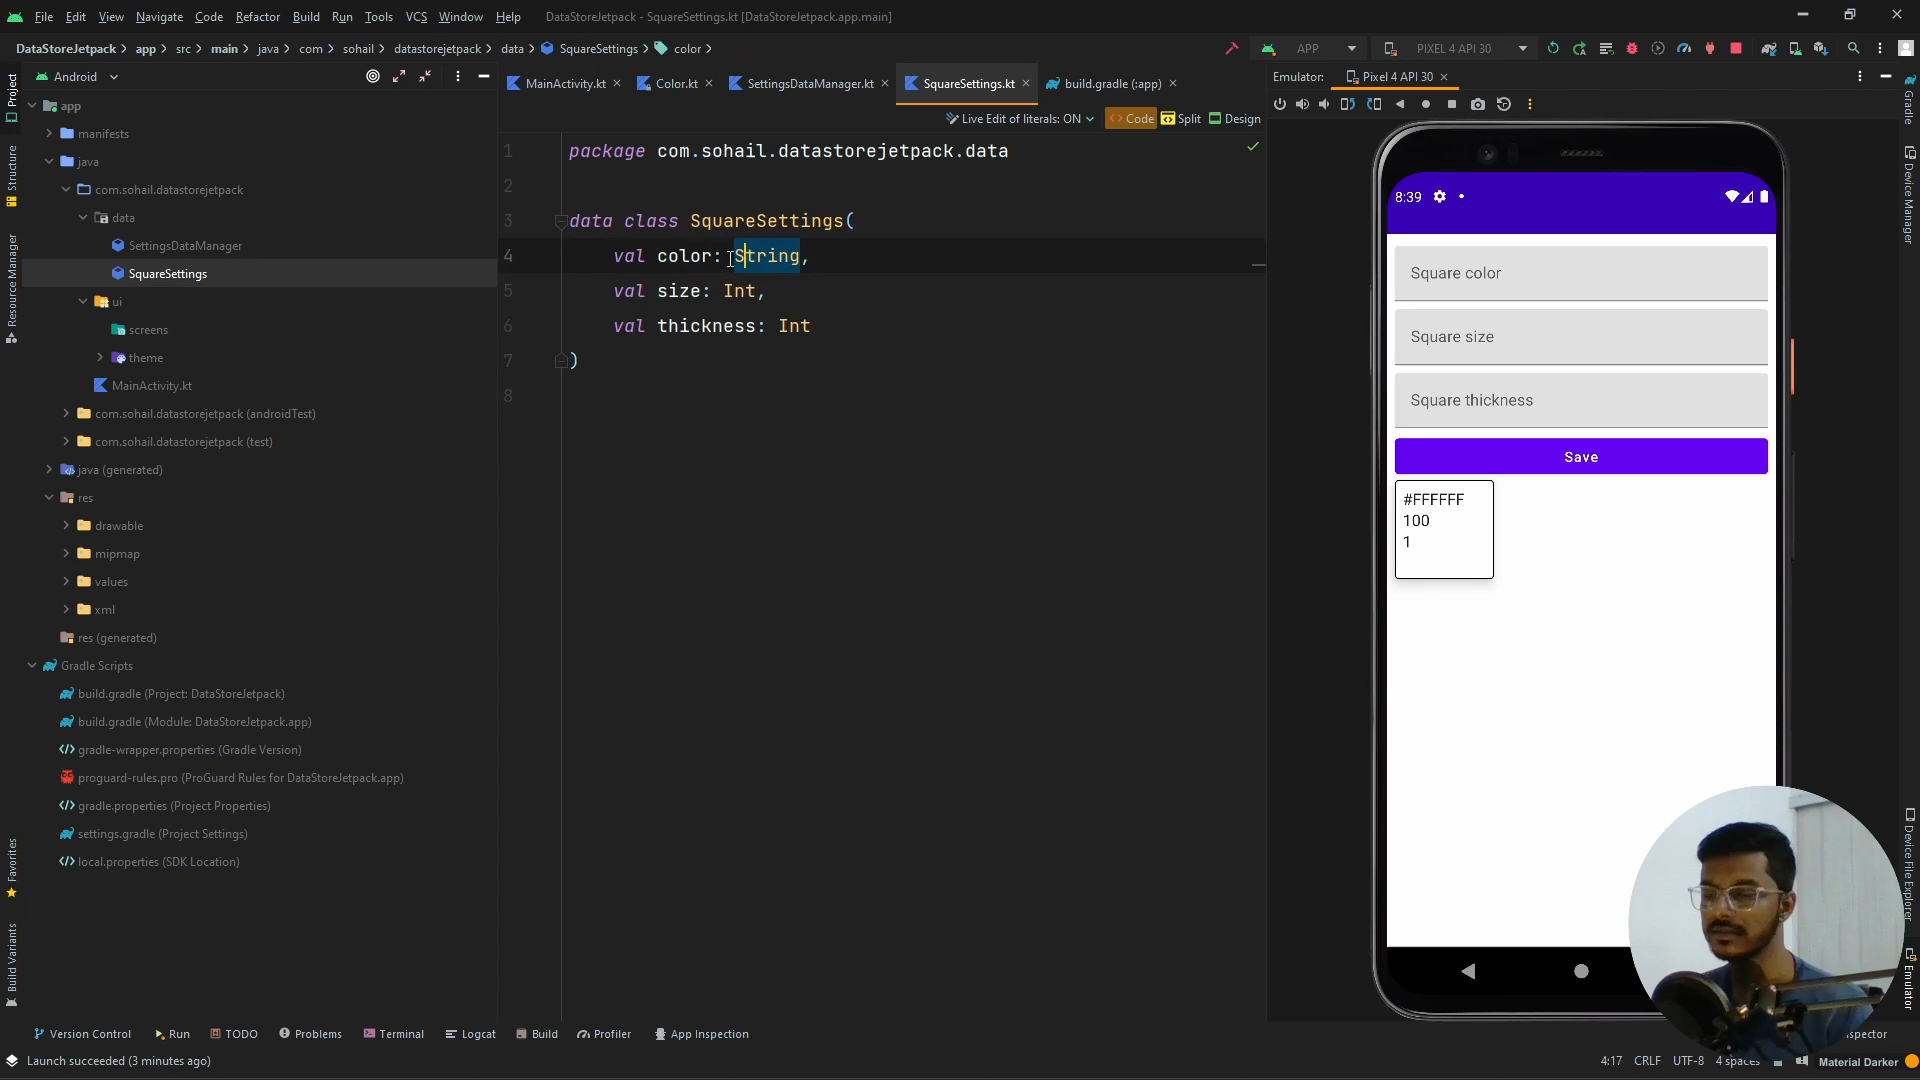 File Edit View Navigate Code Refactor Build Run Tools VCS Window Help DataStoreJetpack - SquareSettings.kt [DataStoreJetpack.app.main]
DataStoreJetpack app src main java com sohail datastorejetpack data SquareSettings color
APP PIXEL 4 API 30
Android
MainActivity.kt Color.kt SettingsDataManager.kt SquareSettings.kt build.gradle (:app)
Emulator: Pixel 4 API 30
Live Edit of literals: ON Code Split Design
Project
Structure
Resource Manager
Favorites
Build Variants
app
manifests
java
com.sohail.datastorejetpack
data
SettingsDataManager
SquareSettings
ui
screens
theme
MainActivity.kt
com.sohail.datastorejetpack (androidTest)
com.sohail.datastorejetpack (test)
java (generated)
res
drawable
mipmap
values
xml
res (generated)
Gradle Scripts
build.gradle (Project: DataStoreJetpack)
build.gradle (Module: DataStoreJetpack.app)
gradle-wrapper.properties (Gradle Version)
proguard-rules.pro (ProGuard Rules for DataStoreJetpack.app)
gradle.properties (Project Properties)
settings.gradle (Project Settings)
local.properties (SDK Location)
1 package com.sohail.datastorejetpack.data
2
3 data class SquareSettings(
4 val color: String,
5 val size: Int,
6 val thickness: Int
7 )
8
8:39
Square color
Square size
Square thickness
Save
#FFFFFF
100
1
Gradle
Device Manager
Device File Explorer
Emulator
Version Control Run TODO Problems Terminal Logcat Build Profiler App Inspection
Launch succeeded (3 minutes ago)
4:17 CRLF UTF-8 4 spaces Material Darker